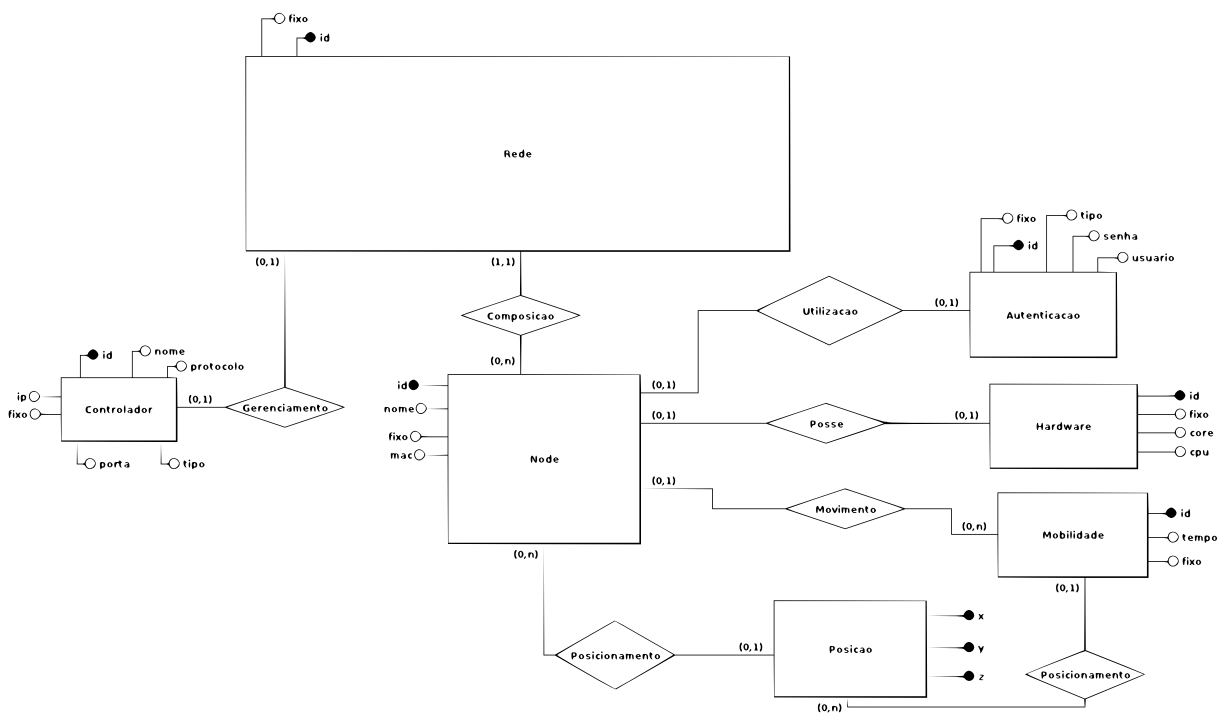 fixo
id
Rede
(0,1)
(1,1)
Composicao
(0,n)
id
nome
protocolo
ip
fixo
Controlador
(0,1)
Gerenciamento
porta
tipo
id
nome
fixo
mac
Node
(0,1)
(0,1)
(0,1)
(0,n)
Utilizacao
(0,1)
fixo
tipo
id
senha
usuario
Autenticacao
Posse
(0,1)
Hardware
id
fixo
core
cpu
Movimento
(0,n)
Mobilidade
id
tempo
fixo
(0,1)
Posicionamento
(0,1)
Posicao
x
y
z
(0,n)
Posicionamento